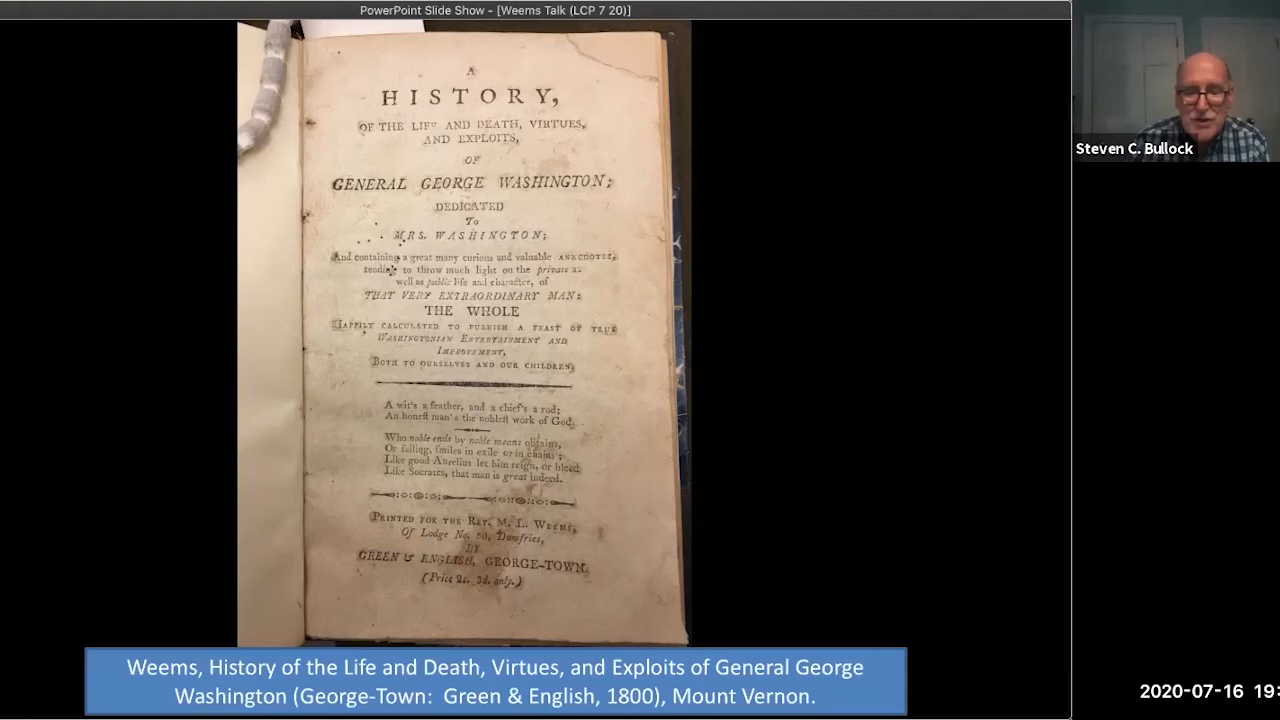 PowerPoint Slide Show - [Weems Talk (LCP 7 20)]
A
HISTORY,
OF THE LIFE AND DEATH, VIRTUES,
AND EXPLOITS,
OF
GENERAL GEORGE WASHINGTON;
DEDICATED
To
MRS. WASHINGTON;
And containing a great many curious and valuable ANECDOTES,
tending to throw much light on the private as
well as public life and character, of
THAT VERY EXTRAORDINARY MAN:
THE WHOLE
HAPPILY CALCULATED TO FURNISH A FEAST OF TRUE
WASHINGTONIAN ENTERTAINMENT AND
IMPROVEMENT,
BOTH TO OURSELVES AND OUR CHILDREN.
A wit's a feather, and a chief's a rod;
An honeſt man's the nobleſt work of God.
Who noble ends by noble means obtains,
Or failing, ſmiles in exile or in chains;
Like good Aurelius let him reign, or bleed
Like Socrates, that man is great indeed.
PRINTED FOR THE REV. M. L. WEEMS,
Of Lodge No. 50, Dumfries,
BY
GREEN & ENGLISH, GEORGE-TOWN.
(Price 2s. 3d. only.)
Weems, History of the Life and Death, Virtues, and Exploits of General George
Washington (George-Town: Green & English, 1800), Mount Vernon.
Steven C. Bullock
2020-07-16 19: